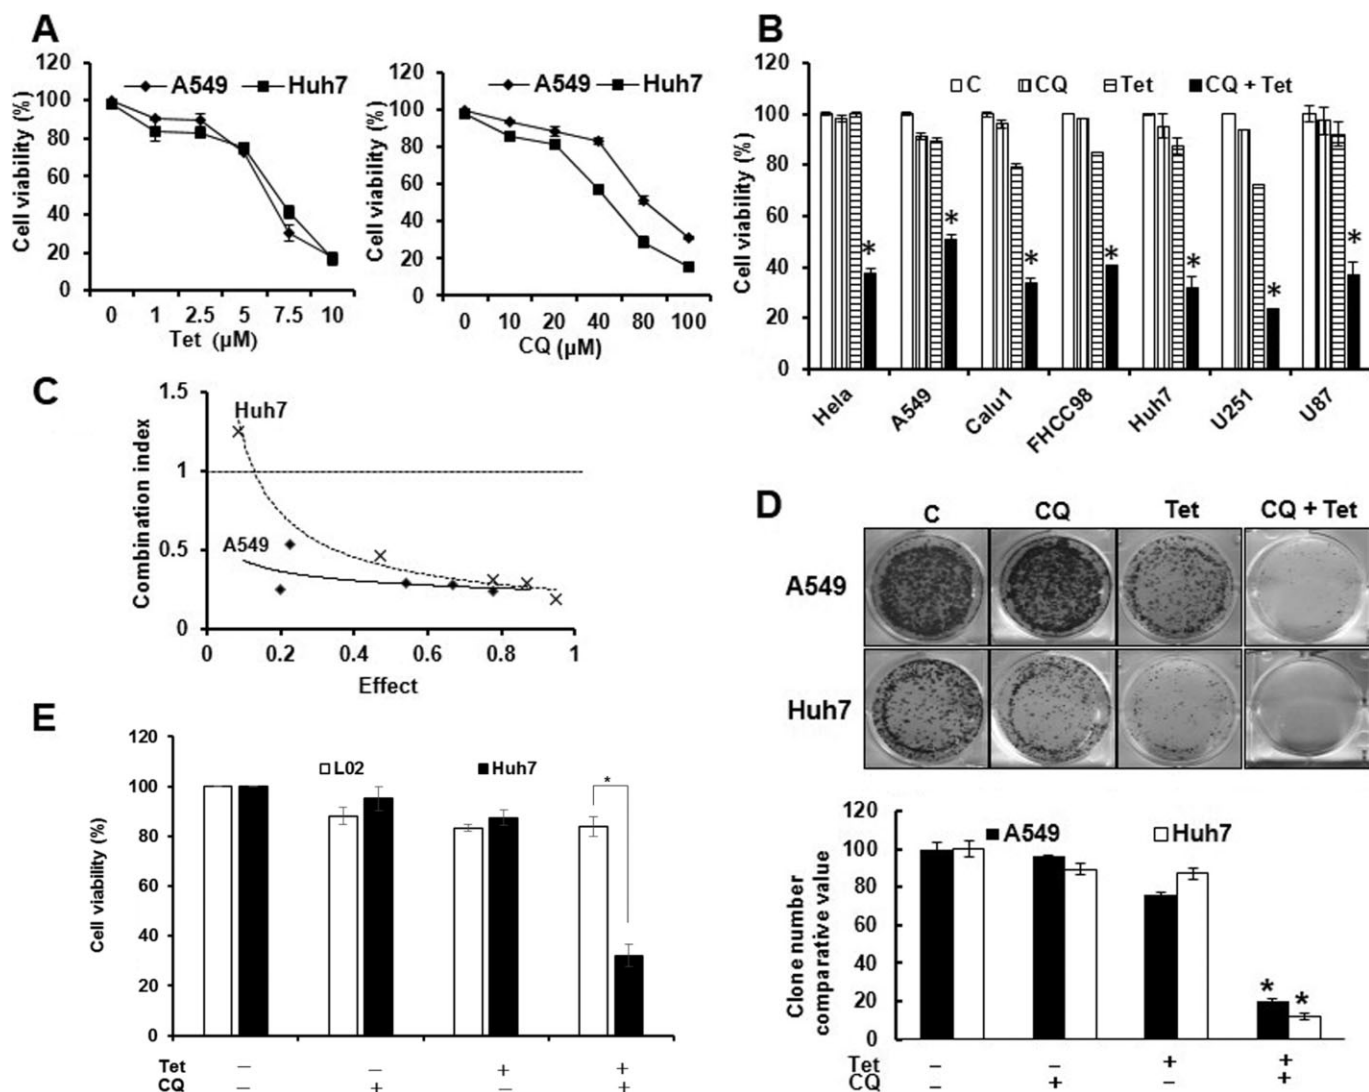 A
120
100
80
60
40
20
0
Cell viability (%)
A549 Huh7
0 1 2.5 5 7.5 10
Tet (µM)
120
100
80
60
40
20
0
Cell viability (%)
A549 Huh7
0 10 20 40 80 100
CQ (µM)
B
120
100
80
60
40
20
0
Cell viability (%)
C CQ Tet CQ + Tet
* * * * * * *
Hela A549 Calu1 FHCC98 Huh7 U251 U87
C
1.5
1
0.5
0
Combination index
Huh7
A549
0 0.2 0.4 0.6 0.8 1
Effect
D
C CQ Tet CQ + Tet
A549
Huh7
120
100
80
60
40
20
0
Clone number
comparative value
A549 Huh7
* *
Tet – – + +
CQ – + – +
E
120
100
80
60
40
20
0
Cell viability (%)
L02 Huh7
*
Tet – – + +
CQ – + – +